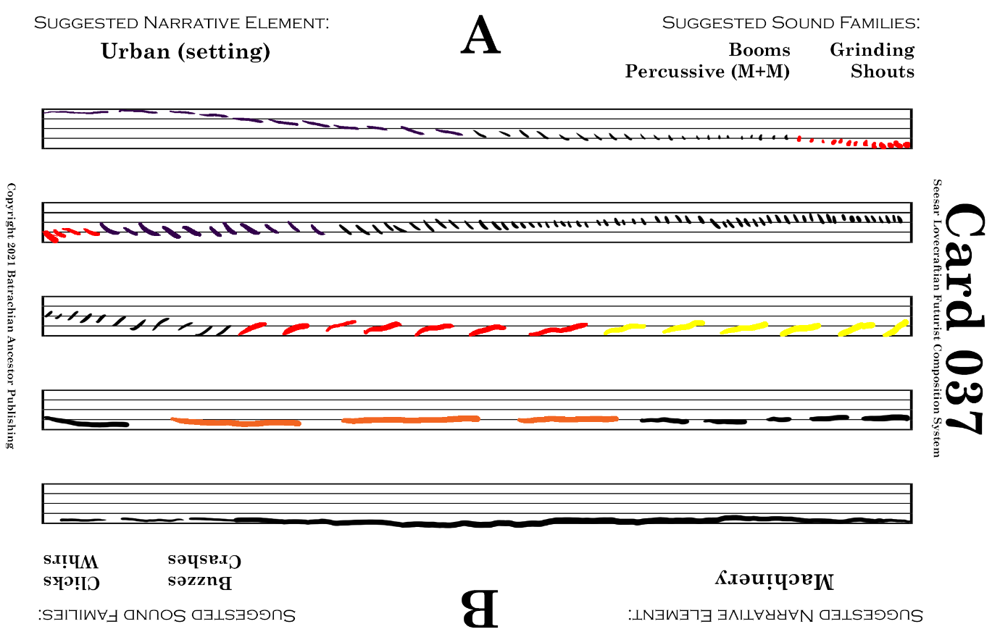 SUGGESTED NARRATIVE ELEMENT:
Urban (setting)
A
SUGGESTED SOUND FAMILIES:
Booms Grinding
Percussive (M+M) Shouts
Copyright 2021 Batrachian Ancestor Publishing
Card 037
Seesar Lovecraftian Futurist Composition System
B
SUGGESTED NARRATIVE ELEMENT:
Machinery
SUGGESTED SOUND FAMILIES:
Buzzes Clicks
Crashes Whirs